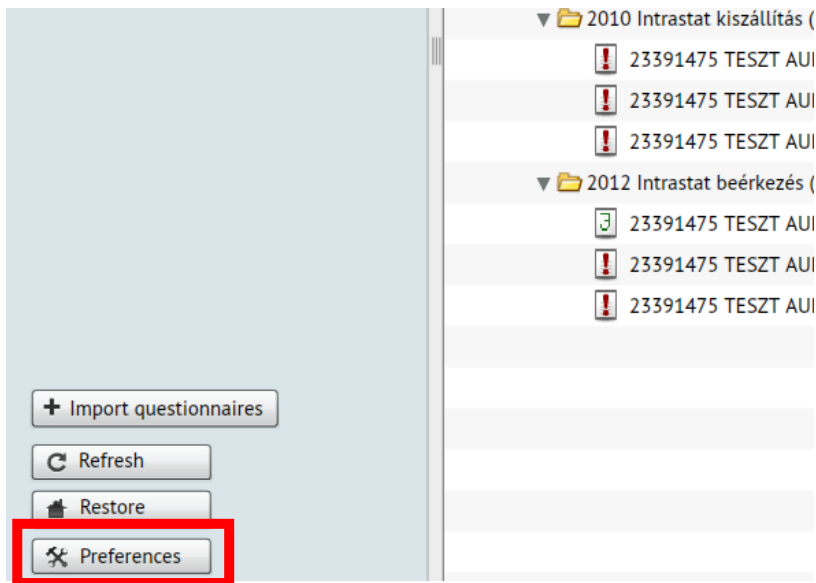 2010 Intrastat kiszállítás (
23391475 TESZT AU
23391475 TESZT AU
23391475 TESZT AU
2012 Intrastat beérkezés (
23391475 TESZT AU
23391475 TESZT AU
23391475 TESZT AU
Import questionnaires
Refresh
Restore
Preferences